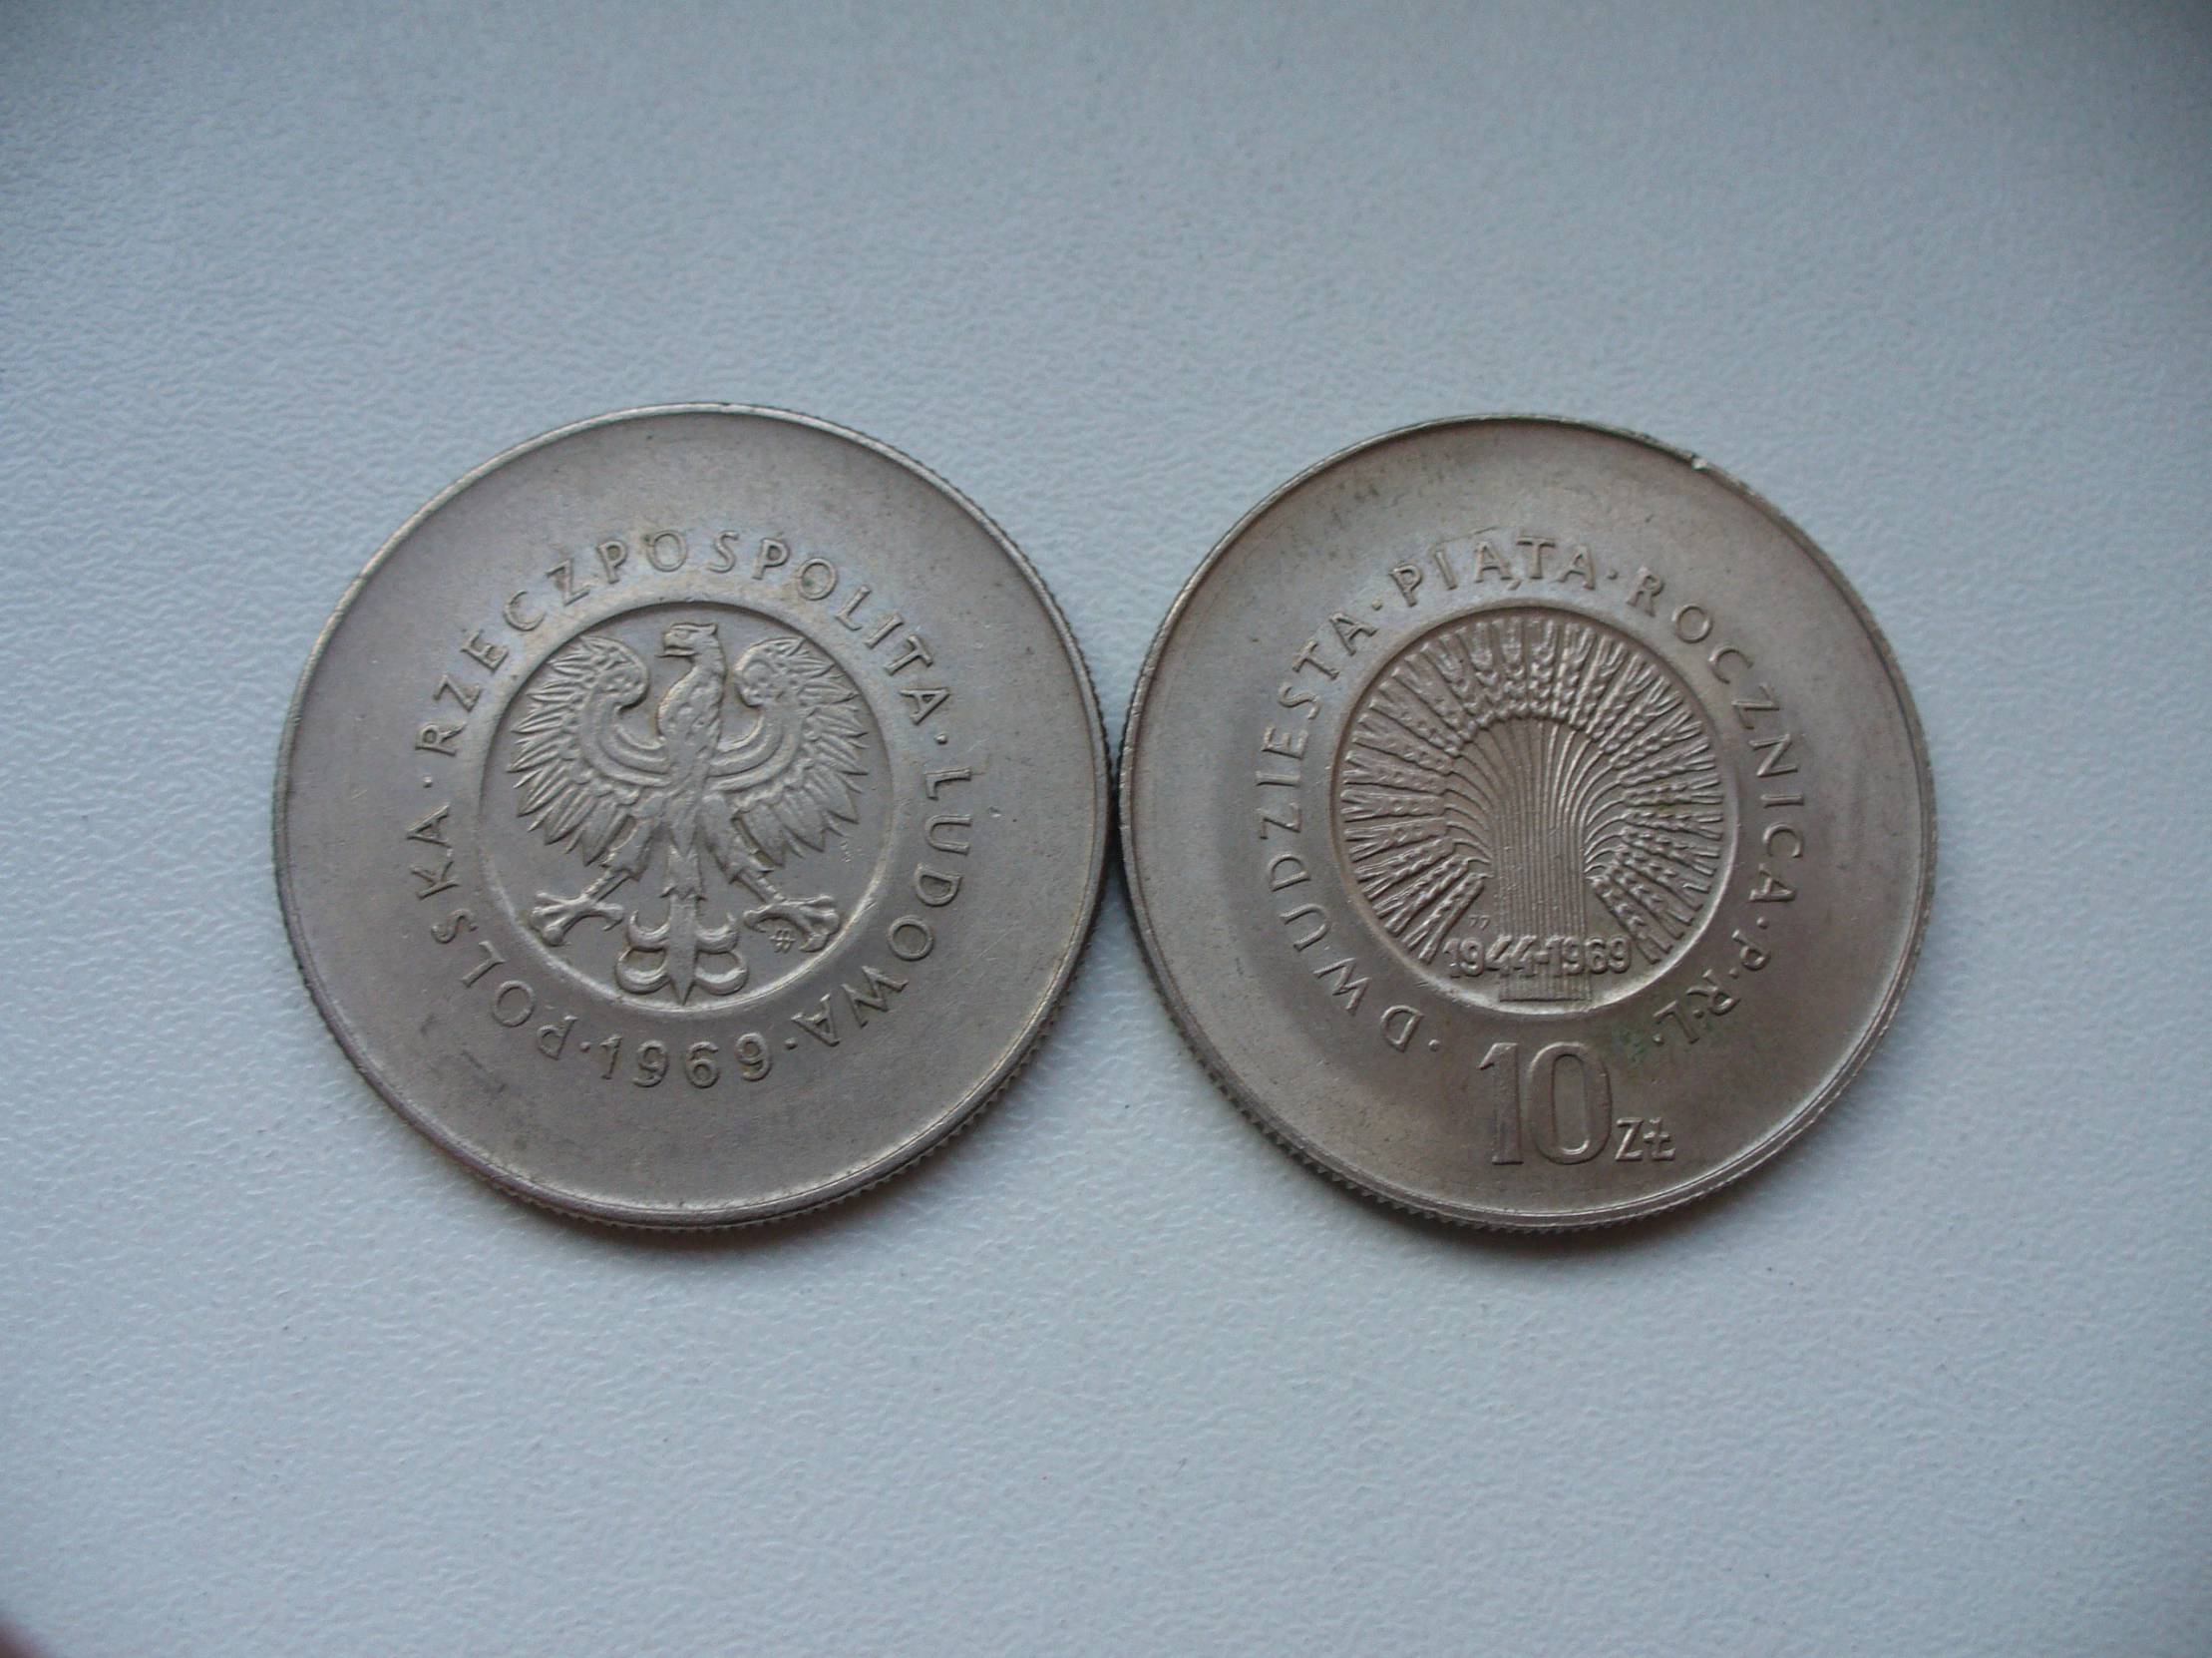 POLSKA · RZECZPOSPOLITA · LUDOWA ·
1969
· DWUDZIESTA · PIĄTA · ROCZNICA · P · R · L ·
1944-1969
10 ZŁ